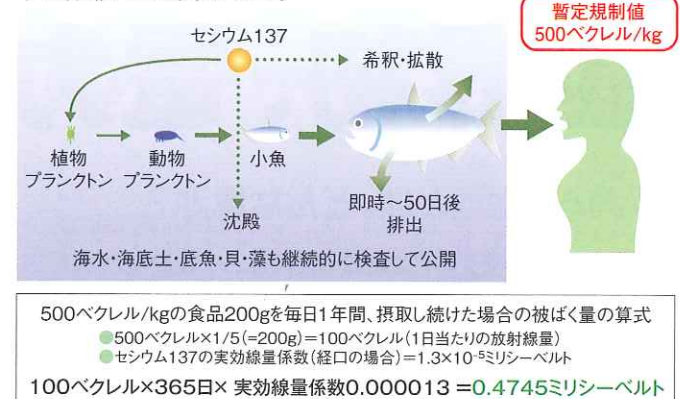 暫定規制値
500ベクレル/kg
セシウム137
希釈・拡散
植物
プランクトン
動物
プランクトン
小魚
即時〜50日後
排出
沈殿
海水・海底土・底魚・貝・藻も継続的に検査して公開
500ベクレル/kgの食品200gを毎日1年間、摂取し続けた場合の被ばく量の算式
●500ベクレル×1/5(=200g)=100ベクレル(1日当たりの放射線量)
●セシウム137の実効線量係数(経口の場合)=1.3×10⁻⁵ミリシーベルト
100ベクレル×365日×実効線量係数0.000013=0.4745ミリシーベルト